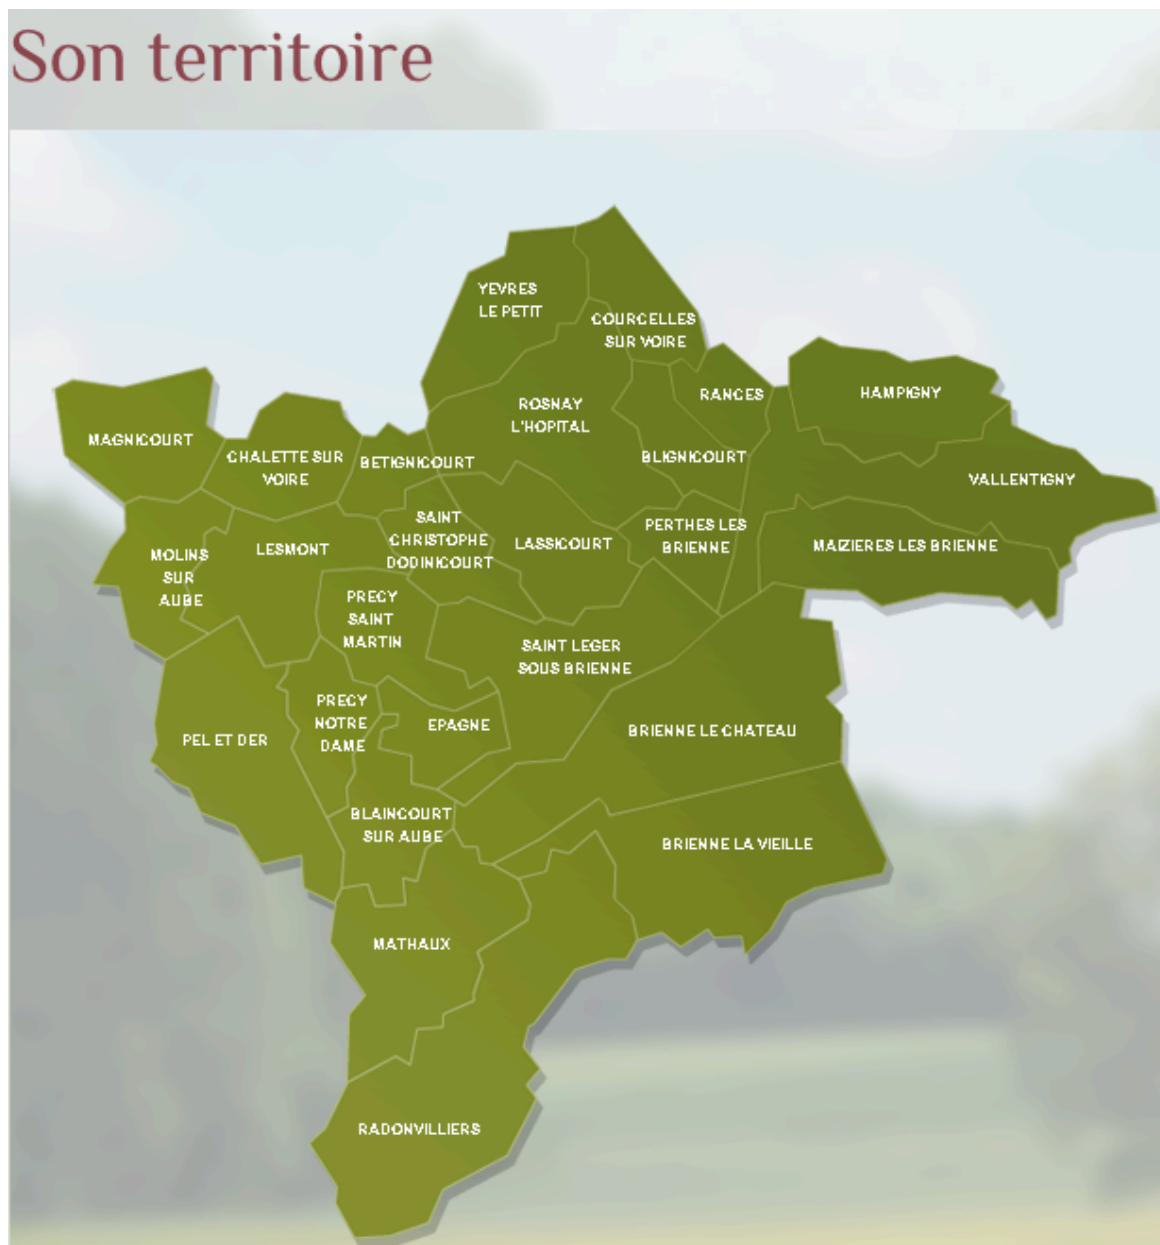 Son territoire
YEVRES
LE PETIT
COURCELLES
SUR VOIRE
RANCES
HAMPIGNY
ROSNAY
L'HOPITAL
MAGNICOURT
CHALETTE SUR
VOIRE
BETIGNICOURT
BLIGNICOURT
VALLENTIGNY
SAINT
CHRISTOPHE
DODINICOURT
LASSICOURT
PERTHES LES
BRIENNE
MAIZIERES LES BRIENNE
MOLINS
SUR
AUBE
LESMONT
PRECY
SAINT
MARTIN
SAINT LEGER
SOUS BRIENNE
PRECY
NOTRE
DAME
EPAGNE
BRIENNE LE CHATEAU
PEL ET DER
BLAINCOURT
SUR AUBE
BRIENNE LA VIEILLE
MATHAUX
RADONVILLIERS